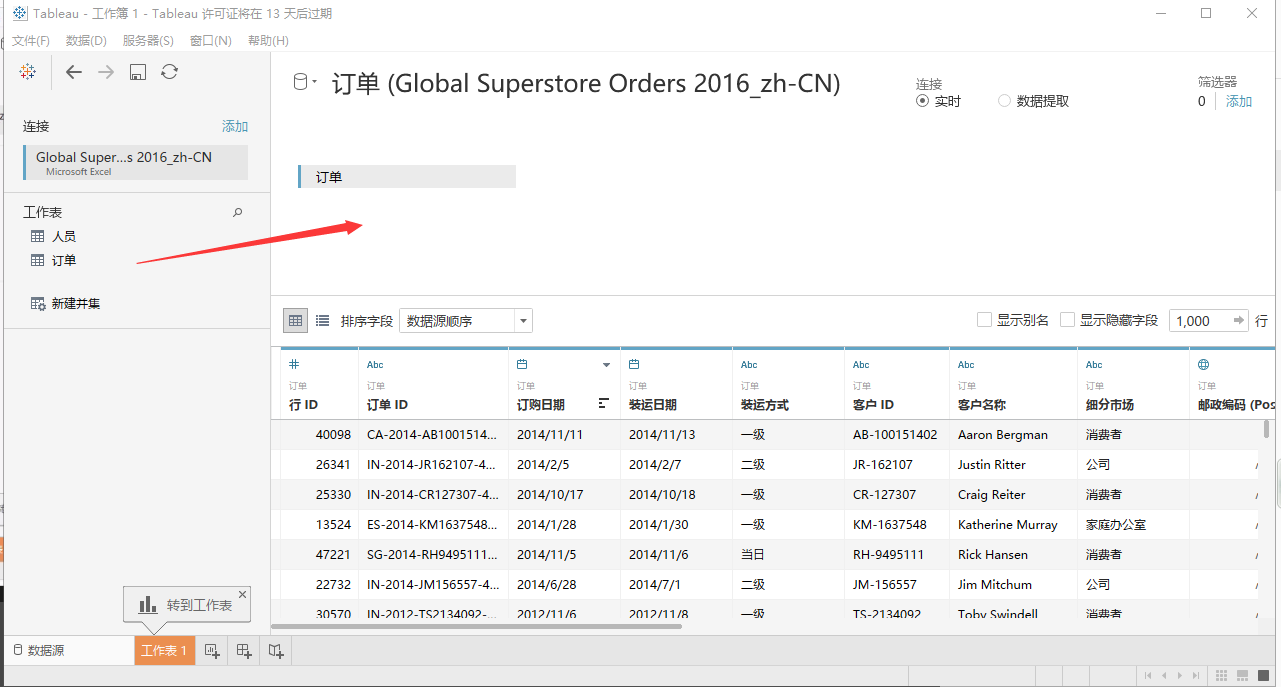 Tableau - 工作簿 1 - Tableau 许可证将在 13 天后过期
文件(F) 数据(D) 服务器(S) 窗口(N) 帮助(H)
订单 (Global Superstore Orders 2016_zh-CN)
连接
实时 数据提取
筛选器
0 添加
连接 添加
Global Super...s 2016_zh-CN
Microsoft Excel
订单
工作表
人员
订单
新建并集
排序字段 数据源顺序 显示别名 显示隐藏字段 1,000 行
# Abc Abc Abc Abc Abc
订单 订单 订单 订单 订单 订单 订单 订单 订单
行 ID 订单 ID 订购日期 装运日期 装运方式 客户 ID 客户名称 细分市场 邮政编码 (Pos
40098 CA-2014-AB1001514... 2014/11/11 2014/11/13 一级 AB-100151402 Aaron Bergman 消费者
26341 IN-2014-JR162107-4... 2014/2/5 2014/2/7 二级 JR-162107 Justin Ritter 公司
25330 IN-2014-CR127307-4... 2014/10/17 2014/10/18 一级 CR-127307 Craig Reiter 消费者
13524 ES-2014-KM1637548... 2014/1/28 2014/1/30 一级 KM-1637548 Katherine Murray 家庭办公室
47221 SG-2014-RH9495111... 2014/11/5 2014/11/6 当日 RH-9495111 Rick Hansen 消费者
22732 IN-2014-JM156557-4... 2014/6/28 2014/7/1 二级 JM-156557 Jim Mitchum 公司
30570 IN-2012-TS2134092-... 2012/11/6 2012/11/8 一级 TS-2134092 Toby Swindell 消费者
转到工作表
数据源 工作表 1